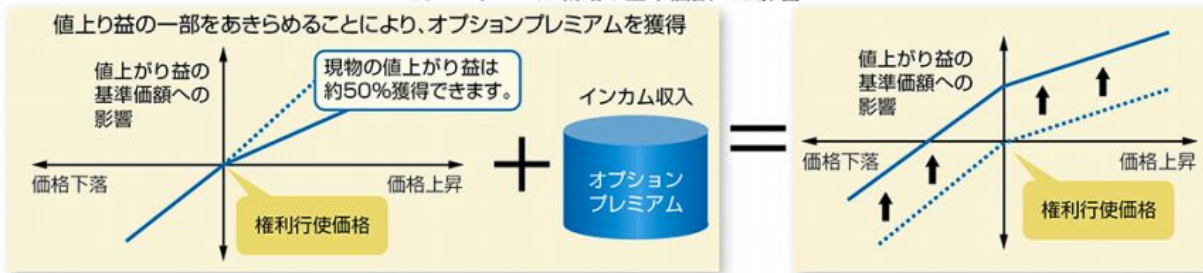 値上り益の一部をあきらめることにより、オプションプレミアムを獲得
値上がり益の
基準価額への
影響
現物の値上がり益は
約50%獲得できます。
価格下落
価格上昇
権利行使価格
インカム収入
オプション
プレミアム
値上がり益の
基準価額への
影響
価格下落
価格上昇
権利行使価格